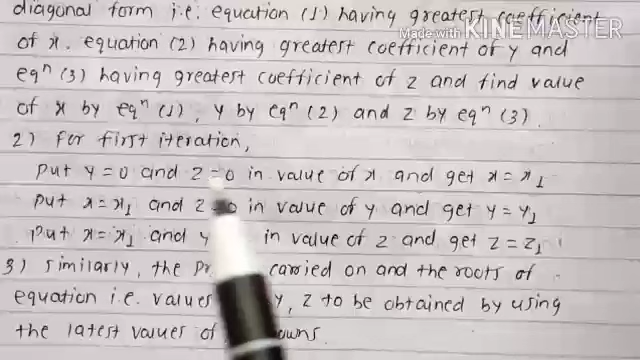 diagonal form i.e. equation (1) having greatest coefficient
Made with KINEMASTER
of x. equation (2) having greatest coefficient of y and
eqⁿ (3) having greatest coefficient of z and find value
of x by eqⁿ (1), y by eqⁿ (2) and z by eqⁿ (3).
2) For first iteration,
put y=0 and z=0 in value of x and get x=x₁
put x=x₁ and z=0 in value of y and get y=y₁
put x=x₁ and y in value of z and get z=z₁
3) similarly, the carried on and the roots of
equation i.e. values y, z to be obtained by using
the latest values of